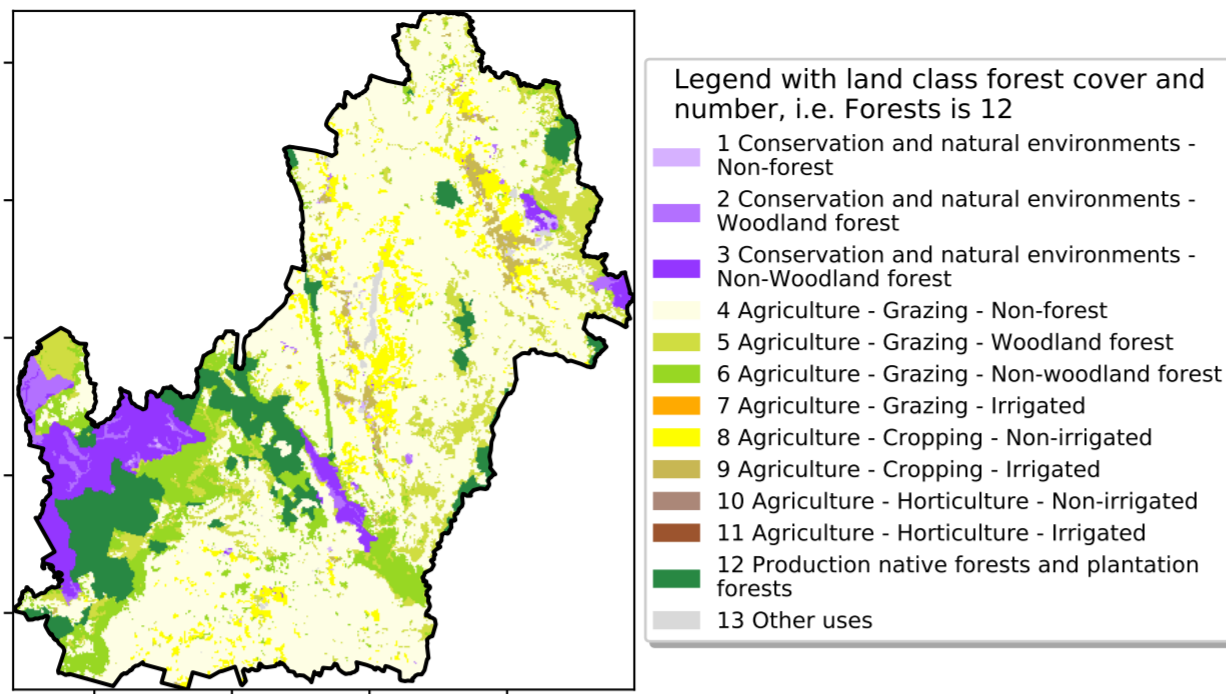 Legend with land class forest cover and
number, i.e. Forests is 12
1 Conservation and natural environments -
Non-forest
2 Conservation and natural environments -
Woodland forest
3 Conservation and natural environments -
Non-Woodland forest
4 Agriculture - Grazing - Non-forest
5 Agriculture - Grazing - Woodland forest
6 Agriculture - Grazing - Non-woodland forest
7 Agriculture - Grazing - Irrigated
8 Agriculture - Cropping - Non-irrigated
9 Agriculture - Cropping - Irrigated
10 Agriculture - Horticulture - Non-irrigated
11 Agriculture - Horticulture - Irrigated
12 Production native forests and plantation
forests
13 Other uses